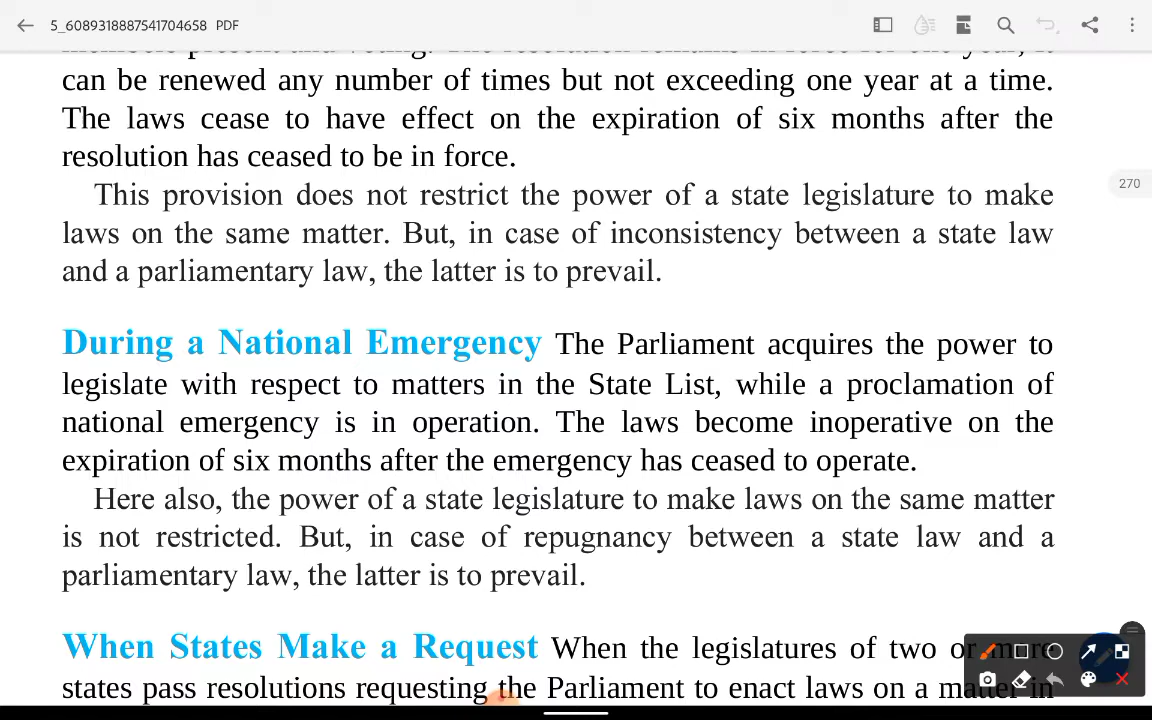 5_6089318887541704658 PDF
can be renewed any number of times but not exceeding one year at a time.
The laws cease to have effect on the expiration of six months after the
resolution has ceased to be in force.
270
This provision does not restrict the power of a state legislature to make
laws on the same matter. But, in case of inconsistency between a state law
and a parliamentary law, the latter is to prevail.
During a National Emergency The Parliament acquires the power to
legislate with respect to matters in the State List, while a proclamation of
national emergency is in operation. The laws become inoperative on the
expiration of six months after the emergency has ceased to operate.
Here also, the power of a state legislature to make laws on the same matter
is not restricted. But, in case of repugnancy between a state law and a
parliamentary law, the latter is to prevail.
When States Make a Request When the legislatures of two or more
states pass resolutions requesting the Parliament to enact laws on a matter in